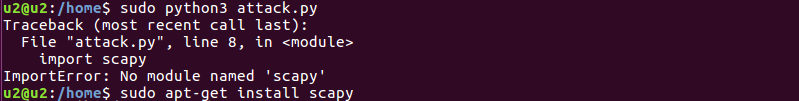 u2@u2:/home$ sudo python3 attack.py
Traceback (most recent call last):
  File "attack.py", line 8, in <module>
    import scapy
ImportError: No module named 'scapy'
u2@u2:/home$ sudo apt-get install scapy